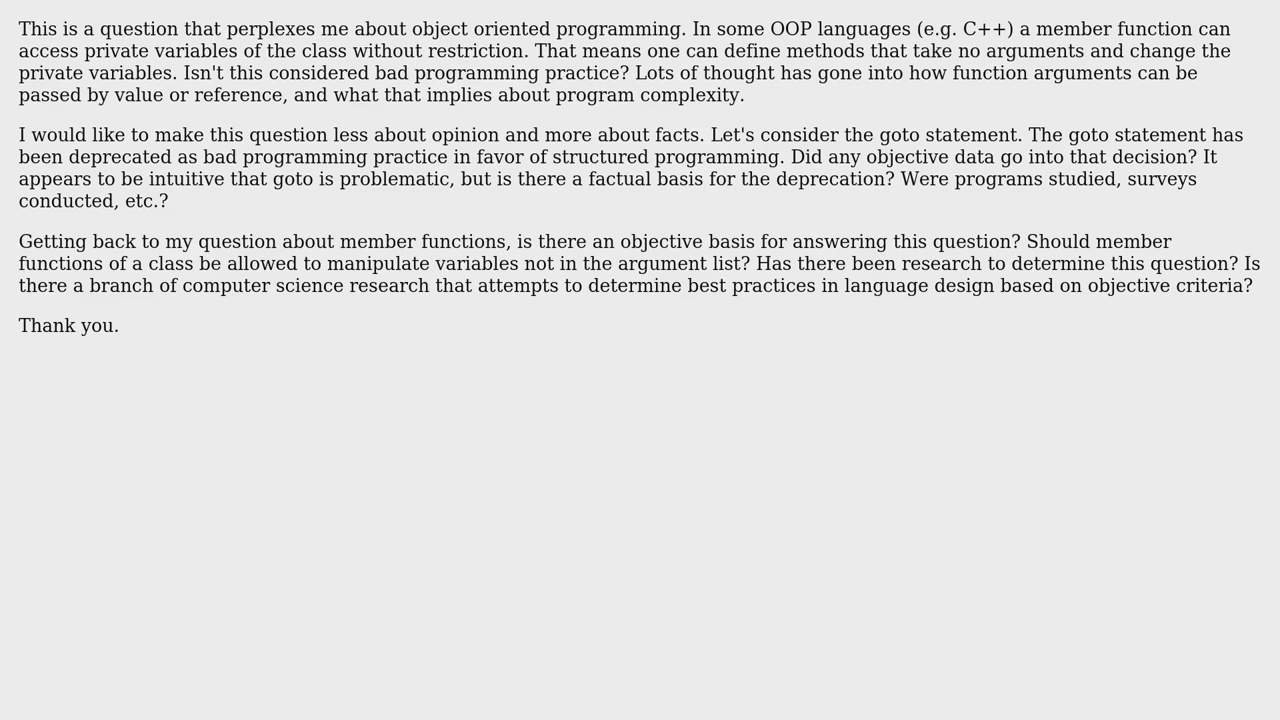 This is a question that perplexes me about object oriented programming. In some OOP languages (e.g. C++) a member function can
access private variables of the class without restriction. That means one can define methods that take no arguments and change the
private variables. Isn't this considered bad programming practice? Lots of thought has gone into how function arguments can be
passed by value or reference, and what that implies about program complexity.
I would like to make this question less about opinion and more about facts. Let's consider the goto statement. The goto statement has
been deprecated as bad programming practice in favor of structured programming. Did any objective data go into that decision? It
appears to be intuitive that goto is problematic, but is there a factual basis for the deprecation? Were programs studied, surveys
conducted, etc.?
Getting back to my question about member functions, is there an objective basis for answering this question? Should member
functions of a class be allowed to manipulate variables not in the argument list? Has there been research to determine this question? Is
there a branch of computer science research that attempts to determine best practices in language design based on objective criteria?
Thank you.